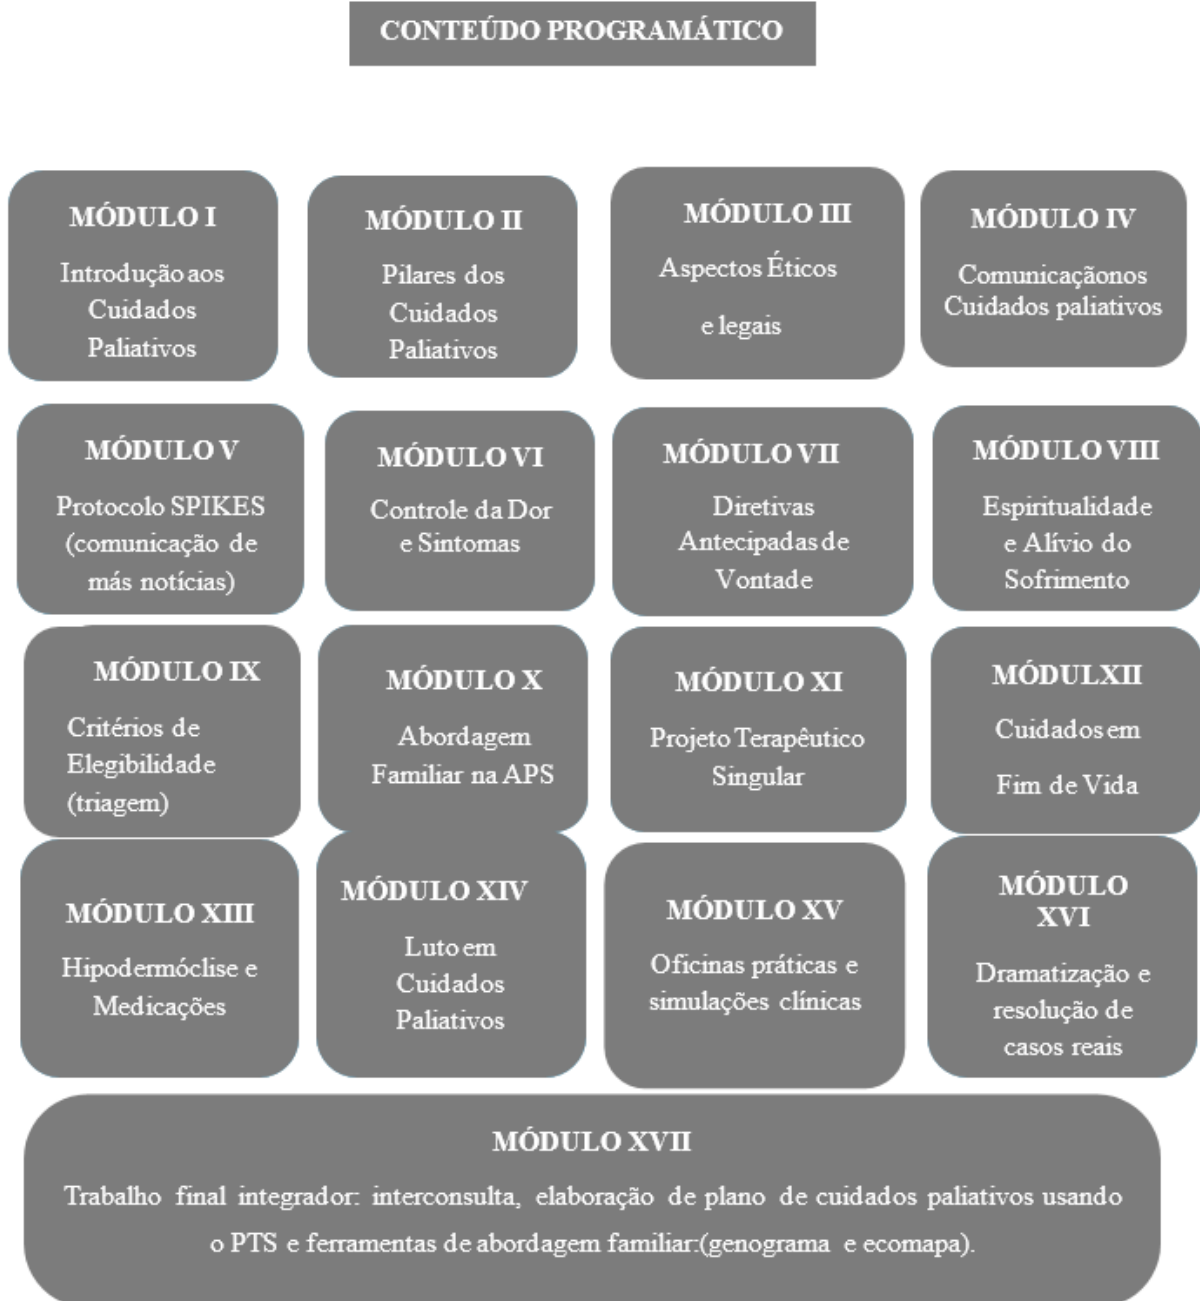 CONTEÚDO PROGRAMÁTICO
MÓDULO I
Introdução aos
Cuidados
Paliativos
MÓDULO II
Pilares dos
Cuidados
Paliativos
MÓDULO III
Aspectos Éticos
e legais
MÓDULO IV
Comunicaçãonos
Cuidados paliativos
MÓDULO V
Protocolo SPIKES
(comunicação de
más notícias)
MÓDULO VI
Controle da Dor
e Sintomas
MÓDULO VII
Diretivas
Antecipadas de
Vontade
MÓDULO VIII
Espiritualidade
e Alívio do
Sofrimento
MÓDULO IX
Critérios de
Elegibilidade
(triagem)
MÓDULO X
Abordagem
Familiar na APS
MÓDULO XI
Projeto Terapêutico
Singular
MÓDULXII
Cuidados em
Fim de Vida
MÓDULO XIII
Hipodermóclise e
Medicações
MÓDULO XIV
Luto em
Cuidados
Paliativos
MÓDULO XV
Oficinas práticas e
simulações clínicas
MÓDULO
XVI
Dramatização e
resolução de
casos reais
MÓDULO XVII
Trabalho final integrador: interconsulta, elaboração de plano de cuidados paliativos usando
o PTS e ferramentas de abordagem familiar:(genograma e ecomapa).